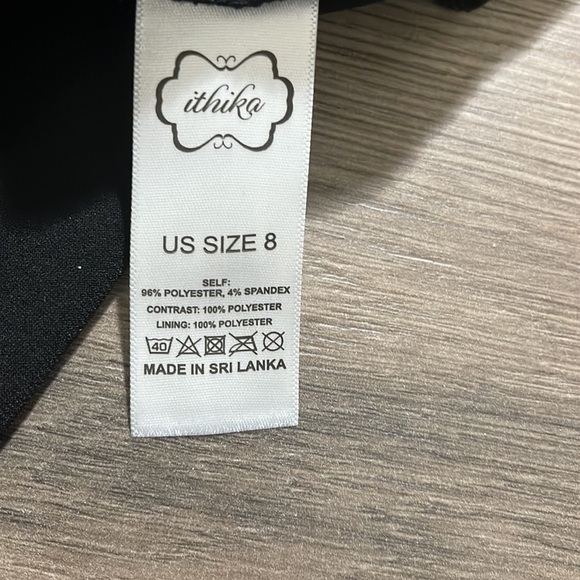 ithika
US SIZE 8
SELF:
96% POLYESTER, 4% SPANDEX
CONTRAST: 100% POLYESTER
LINING: 100% POLYESTER
40
MADE IN SRI LANKA